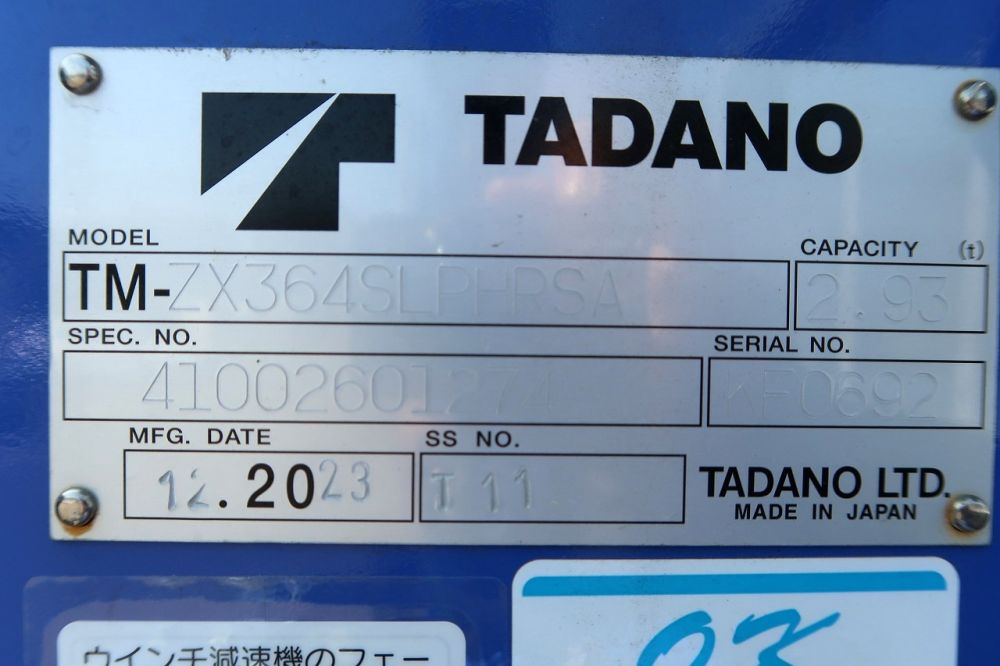 TADANO
MODEL
TM-ZX364SLPHRSA
CAPACITY (t)
2.93
SPEC. NO.
41002601274
SERIAL NO.
KF0692
MFG. DATE
12.2023
SS NO.
T 11
TADANO LTD.
MADE IN JAPAN
ウインチ減速機のフェー